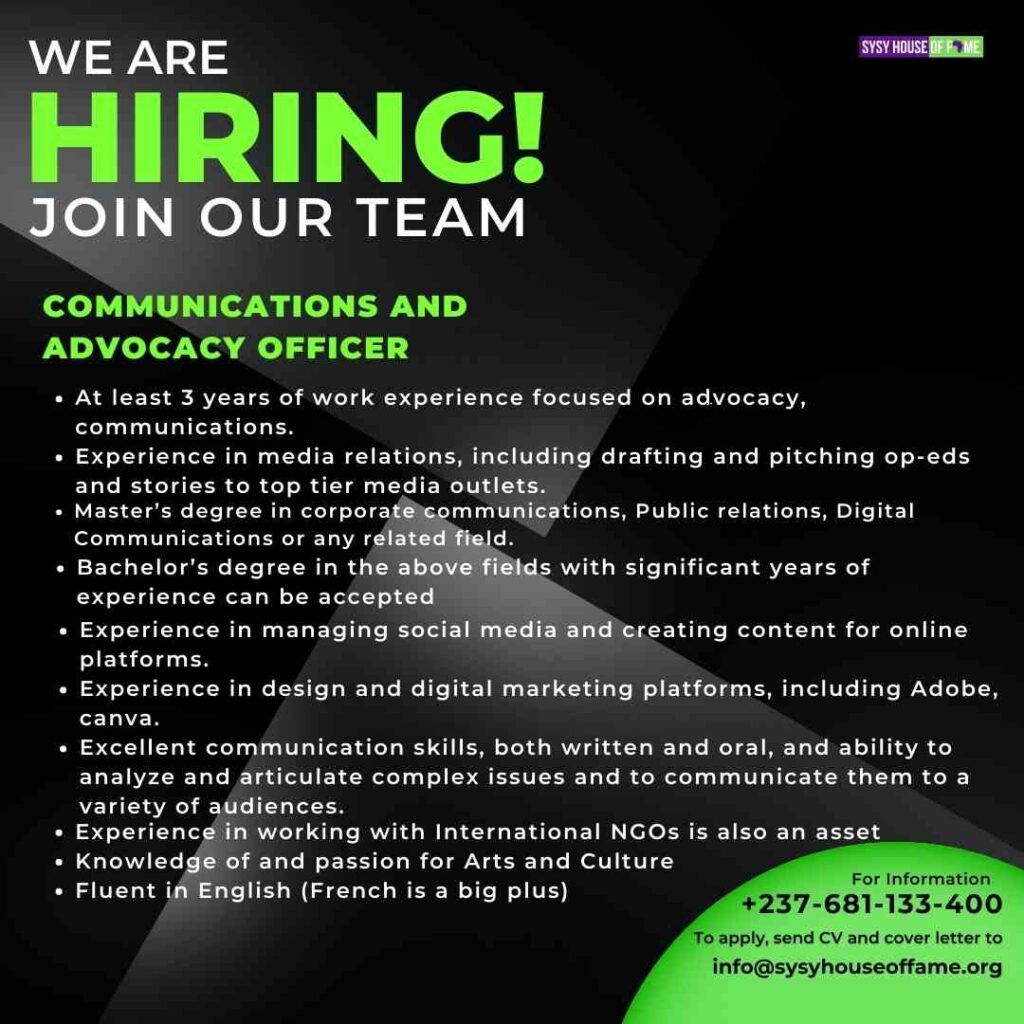 WE ARE
SYSY HOUSE OF FAME
HIRING!
JOIN OUR TEAM
COMMUNICATIONS AND
ADVOCACY OFFICER
• At least 3 years of work experience focused on advocacy,
communications.
• Experience in media relations, including drafting and pitching op-eds
and stories to top tier media outlets.
• Master’s degree in corporate communications, Public relations, Digital
Communications or any related field.
• Bachelor’s degree in the above fields with significant years of
experience can be accepted
• Experience in managing social media and creating content for online
platforms.
• Experience in design and digital marketing platforms, including Adobe,
canva.
• Excellent communication skills, both written and oral, and ability to
analyze and articulate complex issues and to communicate them to a
variety of audiences.
• Experience in working with International NGOs is also an asset
• Knowledge of and passion for Arts and Culture
• Fluent in English (French is a big plus)
For Information
+237-681-133-400
To apply, send CV and cover letter to
info@sysyhouseoffame.org